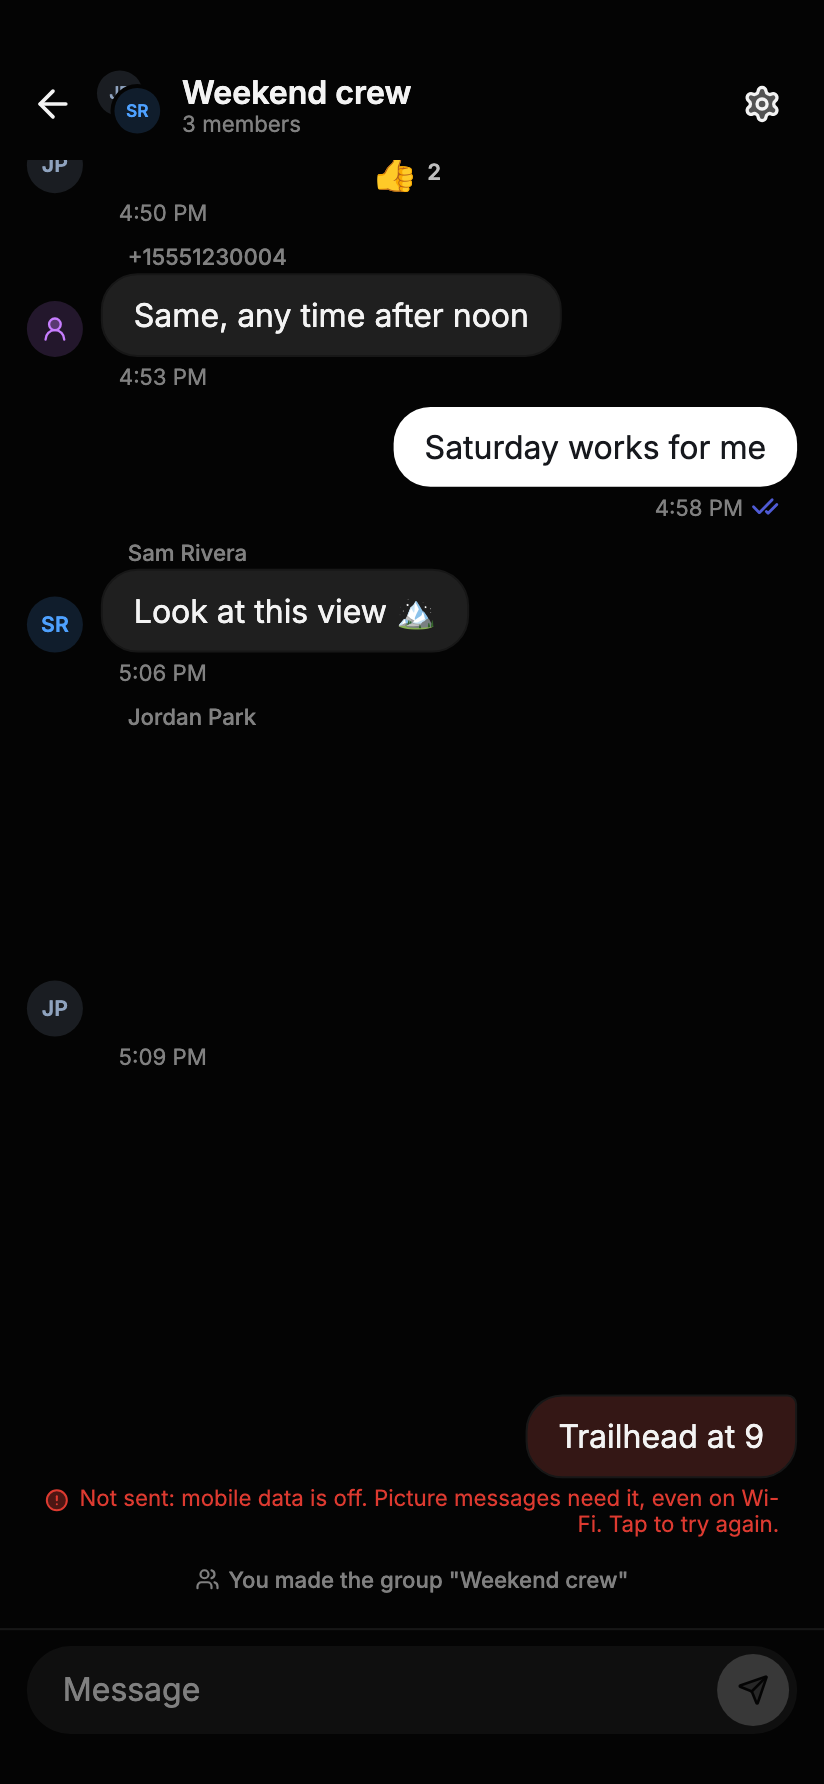 Weekend crew
SR
3 members
JP
👍 2
4:50 PM
+15551230004
Same, any time after noon
4:53 PM
Saturday works for me
4:58 PM
Sam Rivera
SR
Look at this view 🏔️
5:06 PM
Jordan Park
JP
5:09 PM
Trailhead at 9
Not sent: mobile data is off. Picture messages need it, even on Wi-
Fi. Tap to try again.
You made the group "Weekend crew"
Message